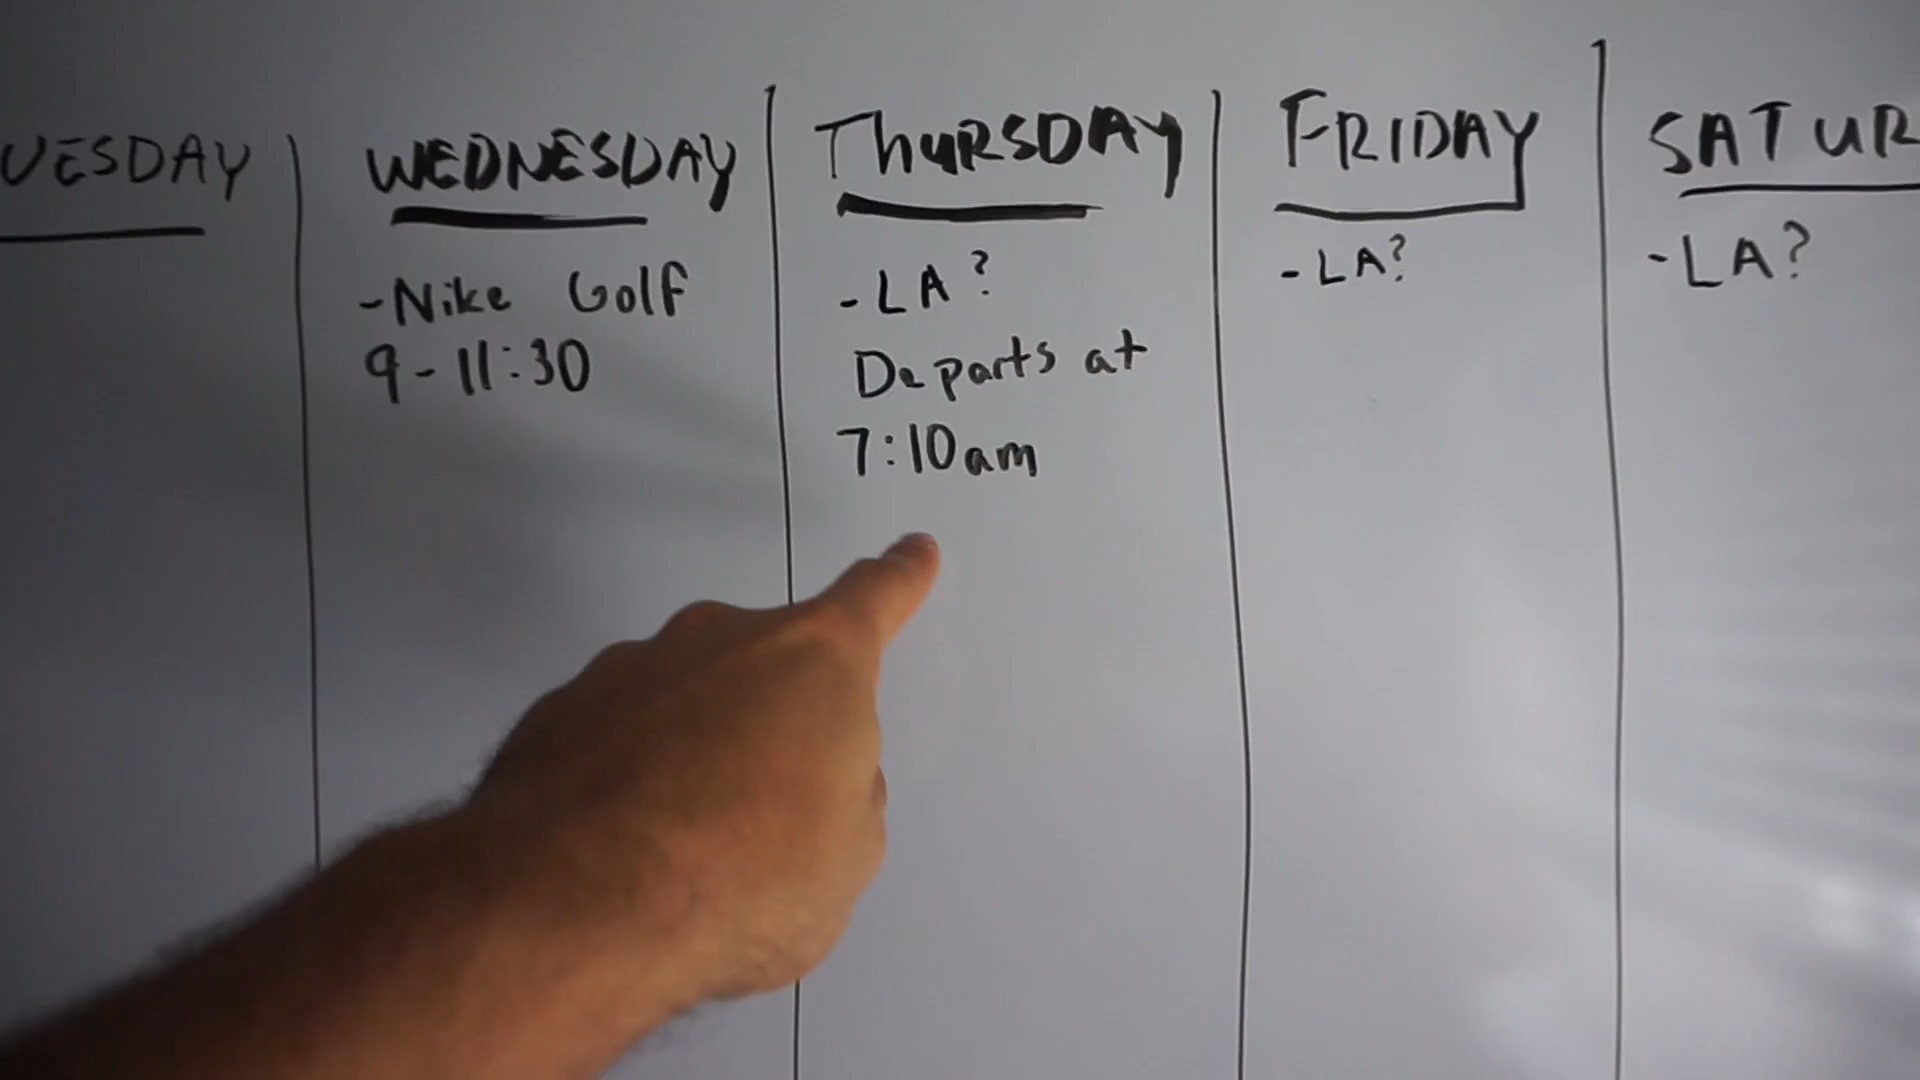 UESDAY
WEDNESDAY
-Nike Golf
9-11:30
ThURSDAY
-LA?
Departs at
7:10am
FRIDAY
-LA?
SATUR
-LA?